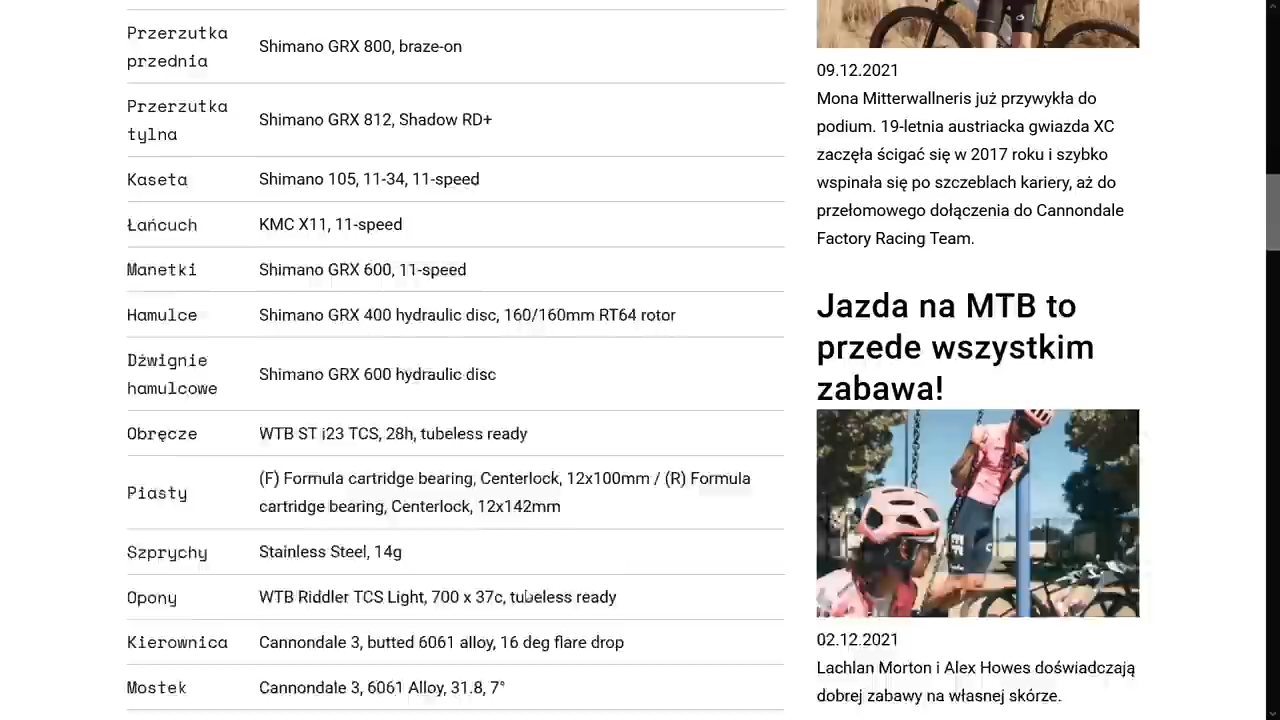 Przerzutka
przednia
Shimano GRX 800, braze-on
Przerzutka
tylna
Shimano GRX 812, Shadow RD+
Kaseta
Shimano 105, 11-34, 11-speed
Łańcuch
KMC X11, 11-speed
Manetki
Shimano GRX 600, 11-speed
Hamulce
Shimano GRX 400 hydraulic disc, 160/160mm RT64 rotor
Dźwignie
hamulcowe
Shimano GRX 600 hydraulic disc
Obręcze
WTB ST i23 TCS, 28h, tubeless ready
Piasty
(F) Formula cartridge bearing, Centerlock, 12x100mm / (R) Formula
cartridge bearing, Centerlock, 12x142mm
Szprychy
Stainless Steel, 14g
Opony
WTB Riddler TCS Light, 700 x 37c, tubeless ready
Kierownica
Cannondale 3, butted 6061 alloy, 16 deg flare drop
Mostek
Cannondale 3, 6061 Alloy, 31.8, 7°
09.12.2021
Mona Mitterwallneris już przywykła do
podium. 19-letnia austriacka gwiazda XC
zaczęła ścigać się w 2017 roku i szybko
wspinała się po szczeblach kariery, aż do
przełomowego dołączenia do Cannondale
Factory Racing Team.
Jazda na MTB to
przede wszystkim
zabawa!
02.12.2021
Lachlan Morton i Alex Howes doświadczają
dobrej zabawy na własnej skórze.